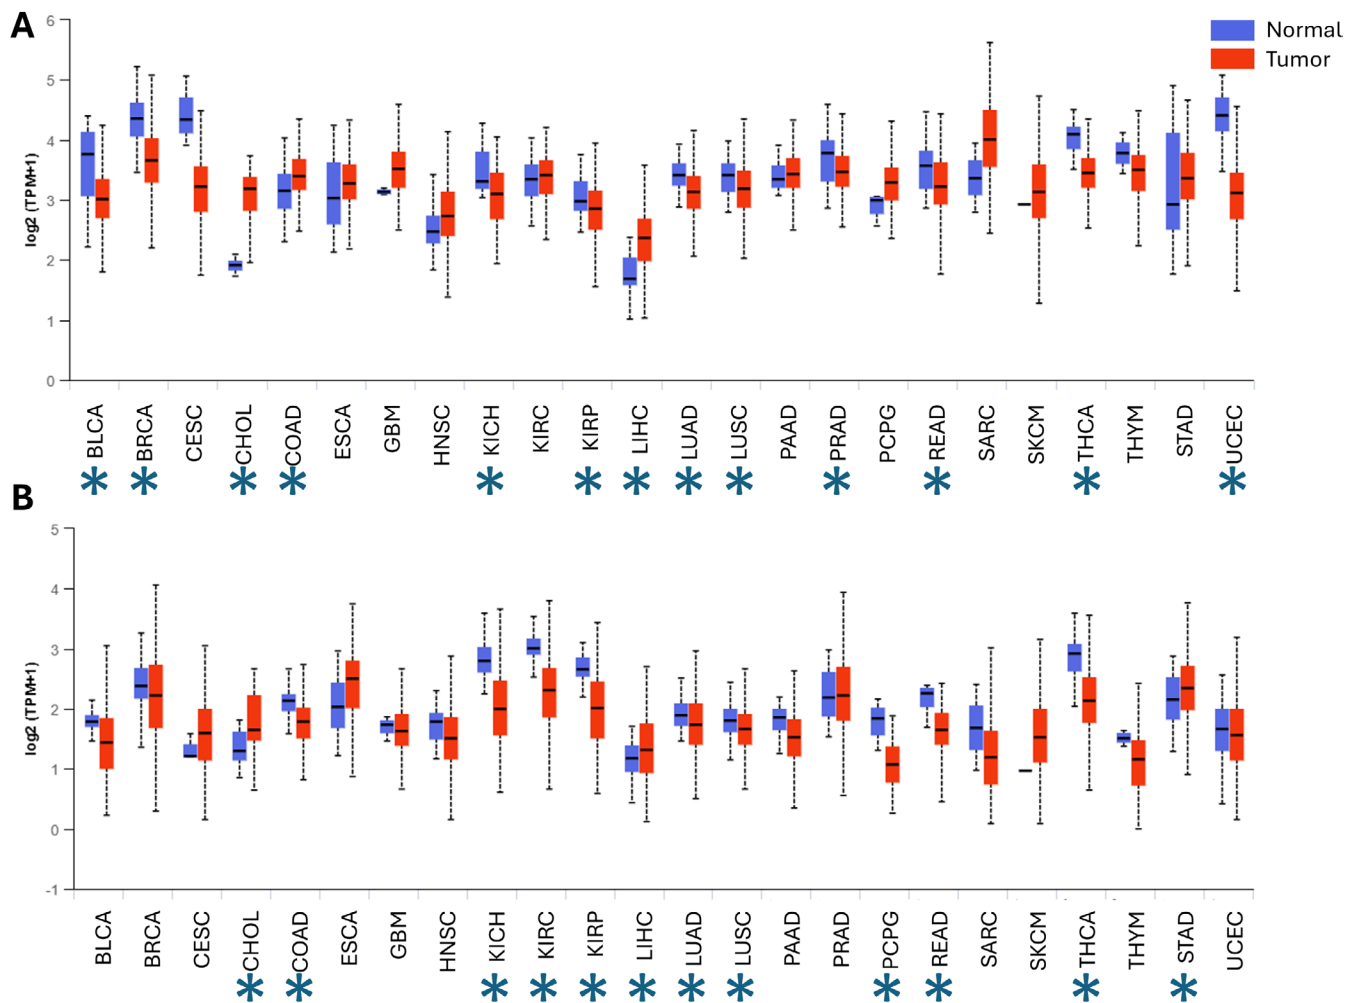 A
Normal
Tumor
log2 (TPM+1)
6
5
4
3
2
1
0
BLCA BRCA CESC CHOL COAD ESCA GBM HNSC KICH KIRC KIRP LIHC LUAD LUSC PAAD PRAD PCPG READ SARC SKCM THCA THYM STAD UCEC
* * * * * * * * * * * * *
B
log2 (TPM+1)
5
4
3
2
1
0
-1
BLCA BRCA CESC CHOL COAD ESCA GBM HNSC KICH KIRC KIRP LIHC LUAD LUSC PAAD PRAD PCPG READ SARC SKCM THCA THYM STAD UCEC
* * * * * * * * * * * *